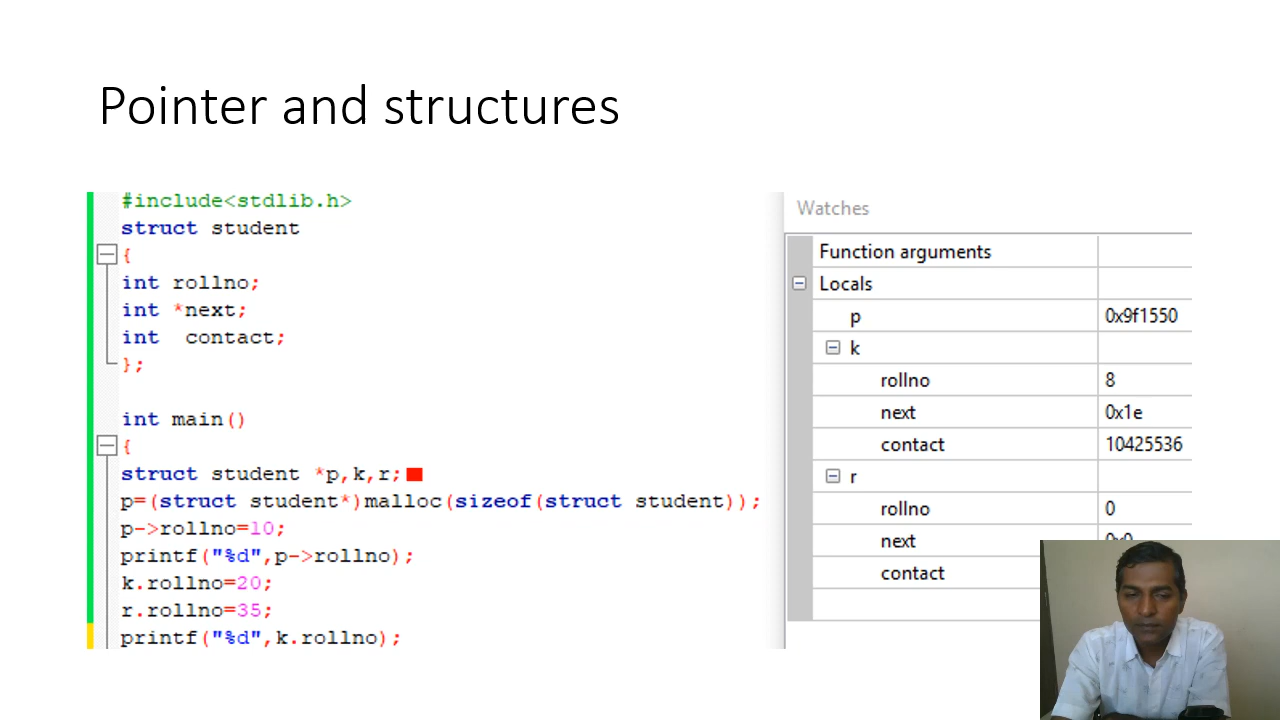 Pointer and structures
#include<stdlib.h>
struct student
{
int rollno;
int *next;
int  contact;
};
int main()
{
struct student *p,k,r;
p=(struct student*)malloc(sizeof(struct student));
p->rollno=10;
printf("%d",p->rollno);
k.rollno=20;
r.rollno=35;
printf("%d",k.rollno);
Watches
Function arguments
Locals
p 0x9f1550
k
rollno 8
next 0x1e
contact 10425536
r
rollno 0
next
contact